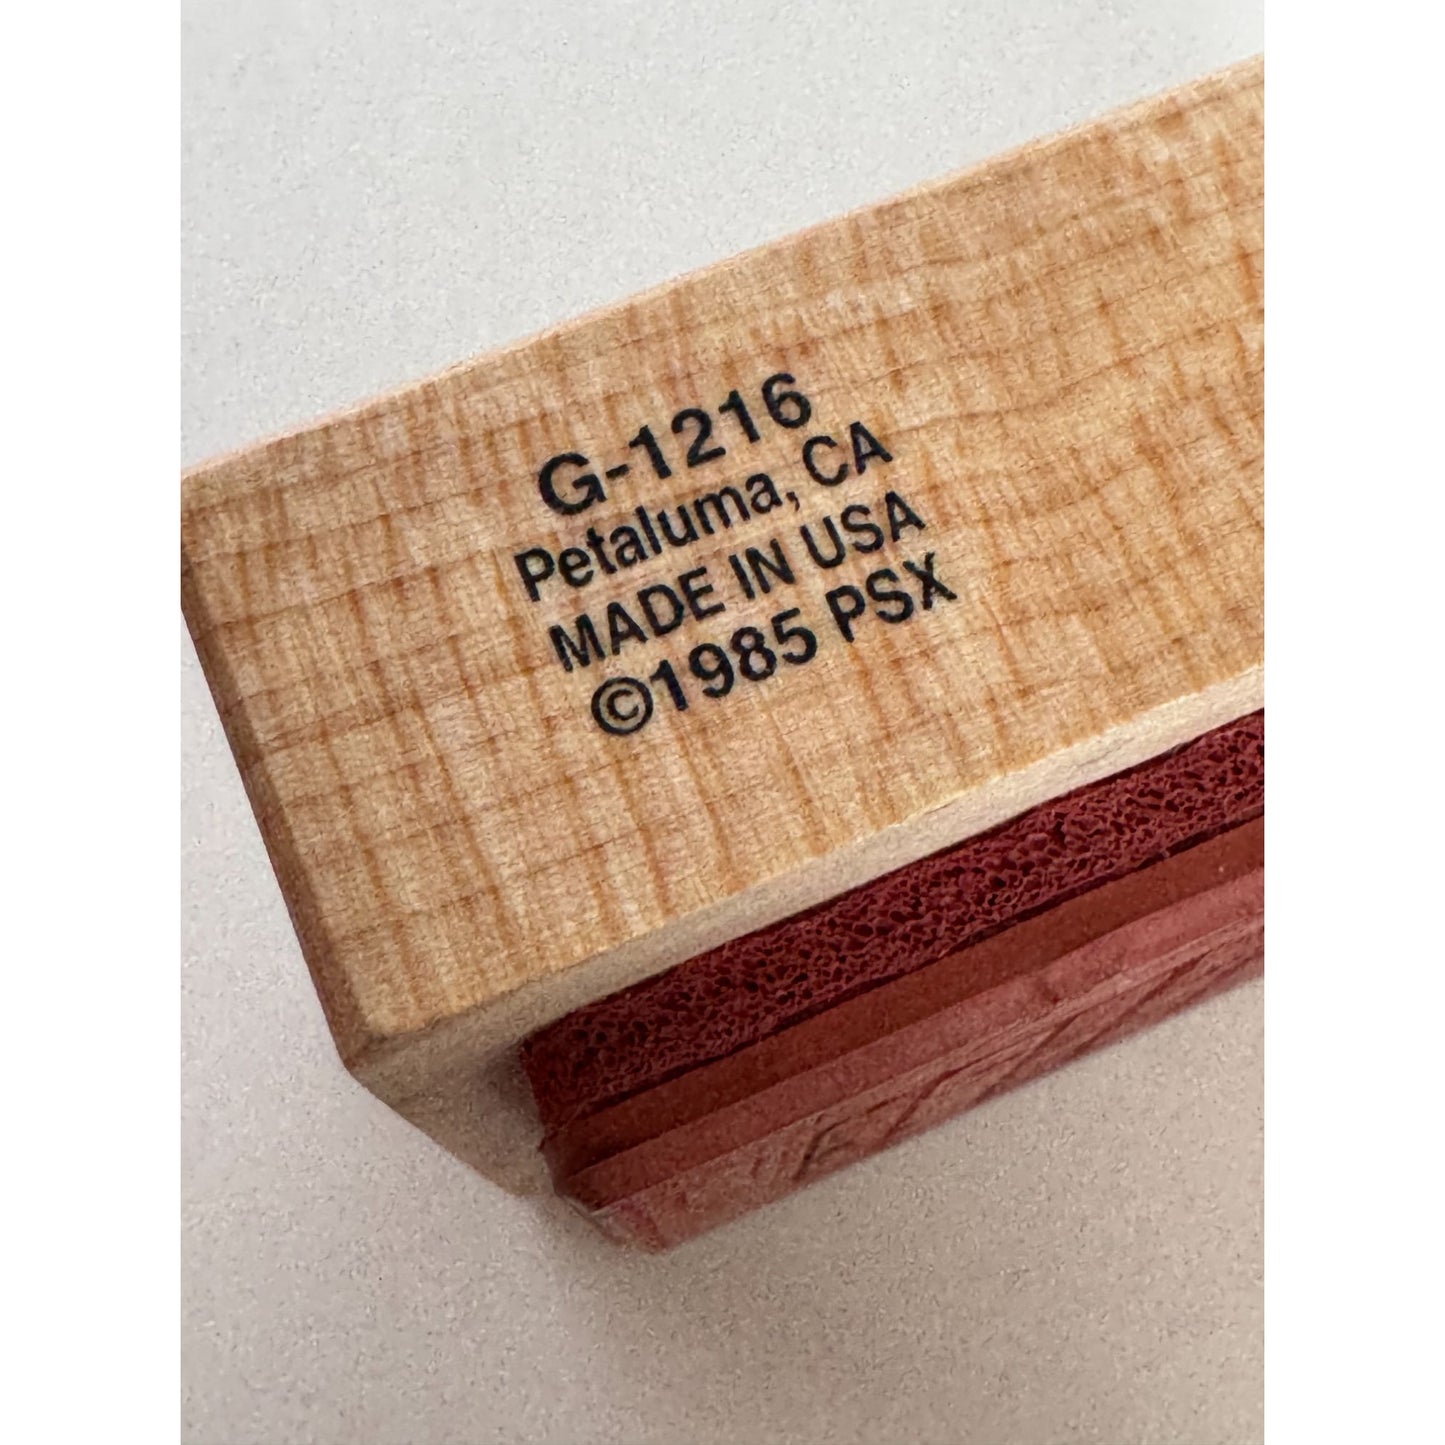 G-1216
Petaluma, CA
MADE IN USA
©1985 PSX